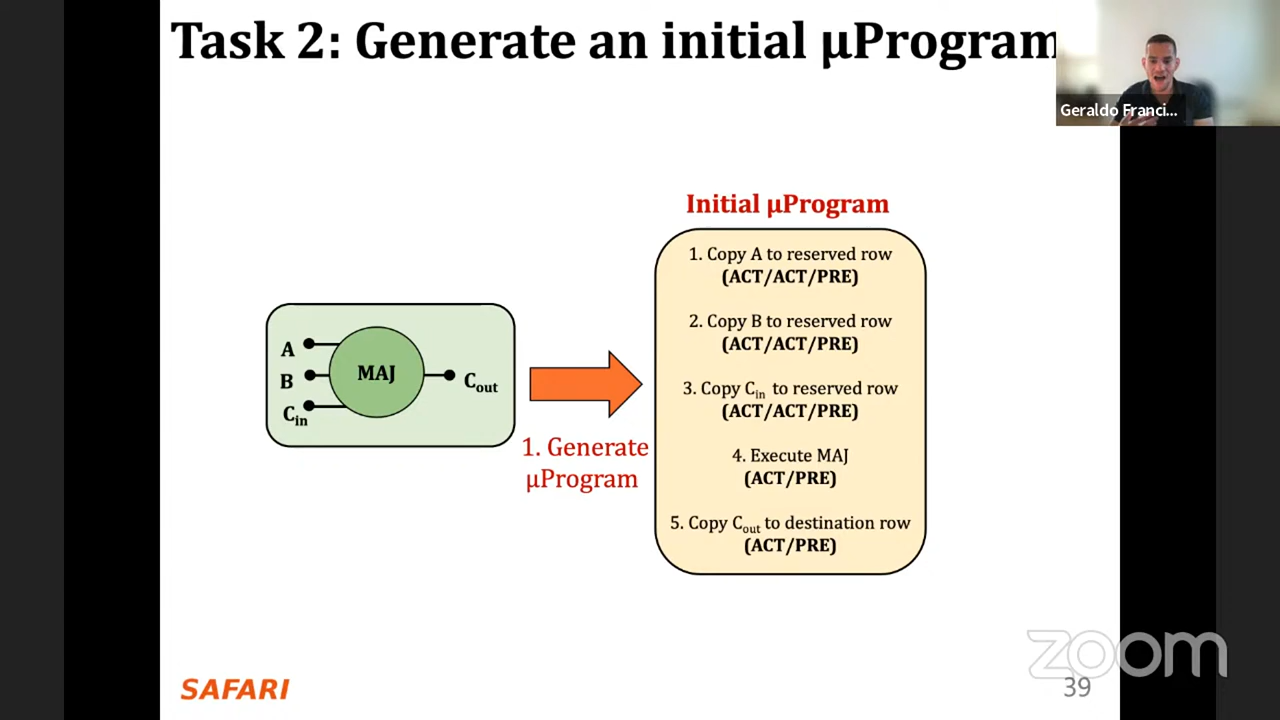 Task 2: Generate an initial μProgram
Geraldo Franci...
Initial μProgram
1. Copy A to reserved row
(ACT/ACT/PRE)
2. Copy B to reserved row
(ACT/ACT/PRE)
3. Copy Cin to reserved row
(ACT/ACT/PRE)
4. Execute MAJ
(ACT/PRE)
5. Copy Cout to destination row
(ACT/PRE)
A
B
Cin
MAJ
Cout
1. Generate
μProgram
zoom
SAFARI
39